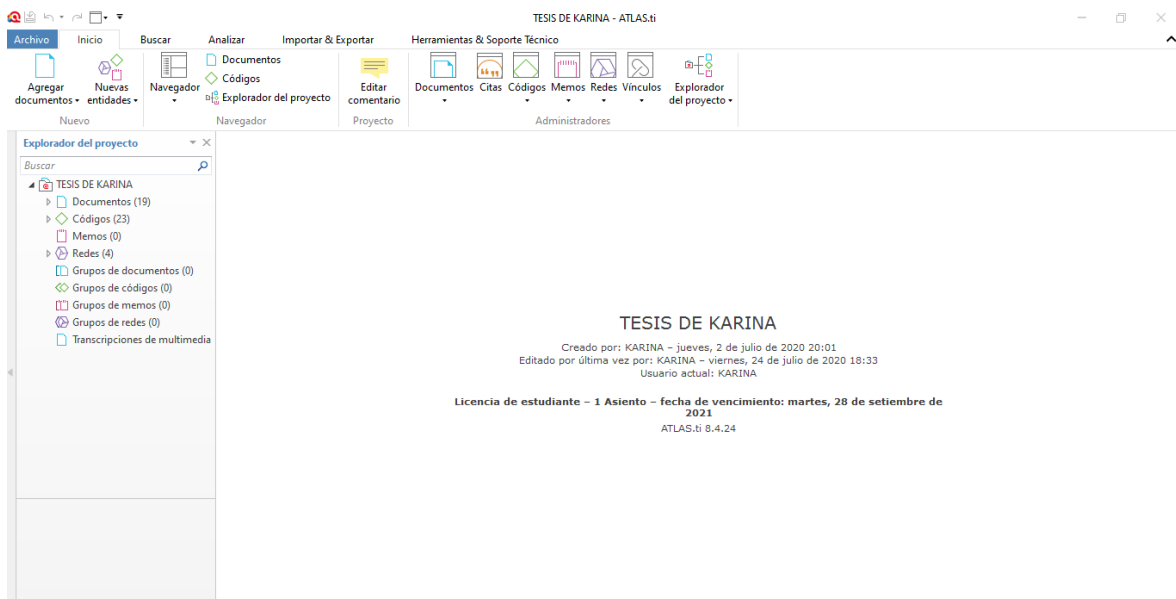 TESIS DE KARINA - ATLAS.ti
Archivo Inicio Buscar Analizar Importar & Exportar Herramientas & Soporte Técnico
Agregar documentos
Nuevas entidades
Nuevo
Navegador
Documentos
Códigos
Explorador del proyecto
Navegador
Editar comentario
Proyecto
Documentos Citas Códigos Memos Redes Vínculos
Explorador del proyecto
Administradores
Explorador del proyecto
Buscar
TESIS DE KARINA
Documentos (19)
Códigos (23)
Memos (0)
Redes (4)
Grupos de documentos (0)
Grupos de códigos (0)
Grupos de memos (0)
Grupos de redes (0)
Transcripciones de multimedia
TESIS DE KARINA
Creado por: KARINA – jueves, 2 de julio de 2020 20:01
Editado por última vez por: KARINA – viernes, 24 de julio de 2020 18:33
Usuario actual: KARINA
Licencia de estudiante – 1 Asiento – fecha de vencimiento: martes, 28 de setiembre de
2021
ATLAS.ti 8.4.24